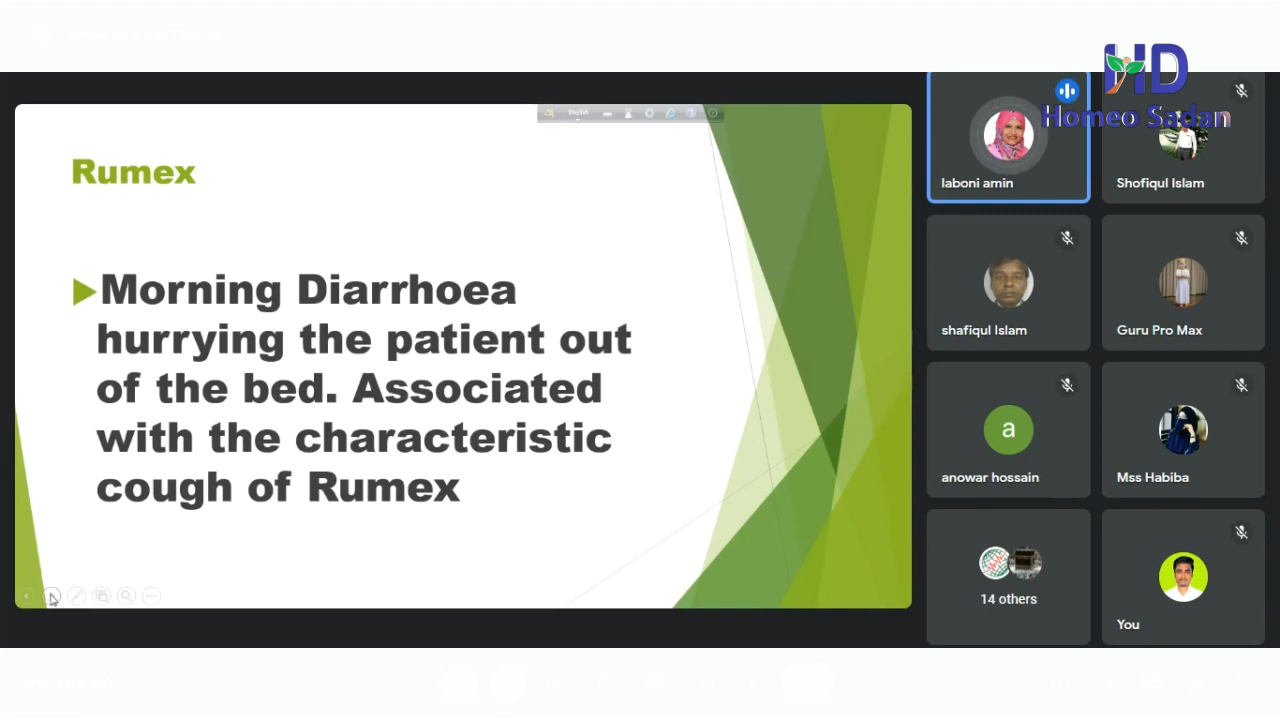 HD
Homeo Sadan
English
Rumex
Morning Diarrhoea
hurrying the patient out
of the bed. Associated
with the characteristic
cough of Rumex
laboni amin
Shofiqul Islam
shafiqul Islam
Guru Pro Max
a
anowar hossain
Mss Habiba
14 others
You